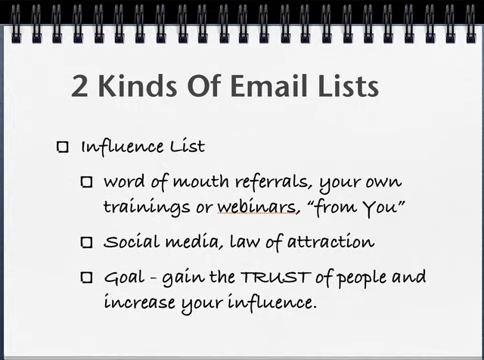 2 Kinds Of Email Lists
Influence List
word of mouth referrals, your own
trainings or webinars, “from You”
Social media, law of attraction
Goal - gain the TRUST of people and
increase your influence.